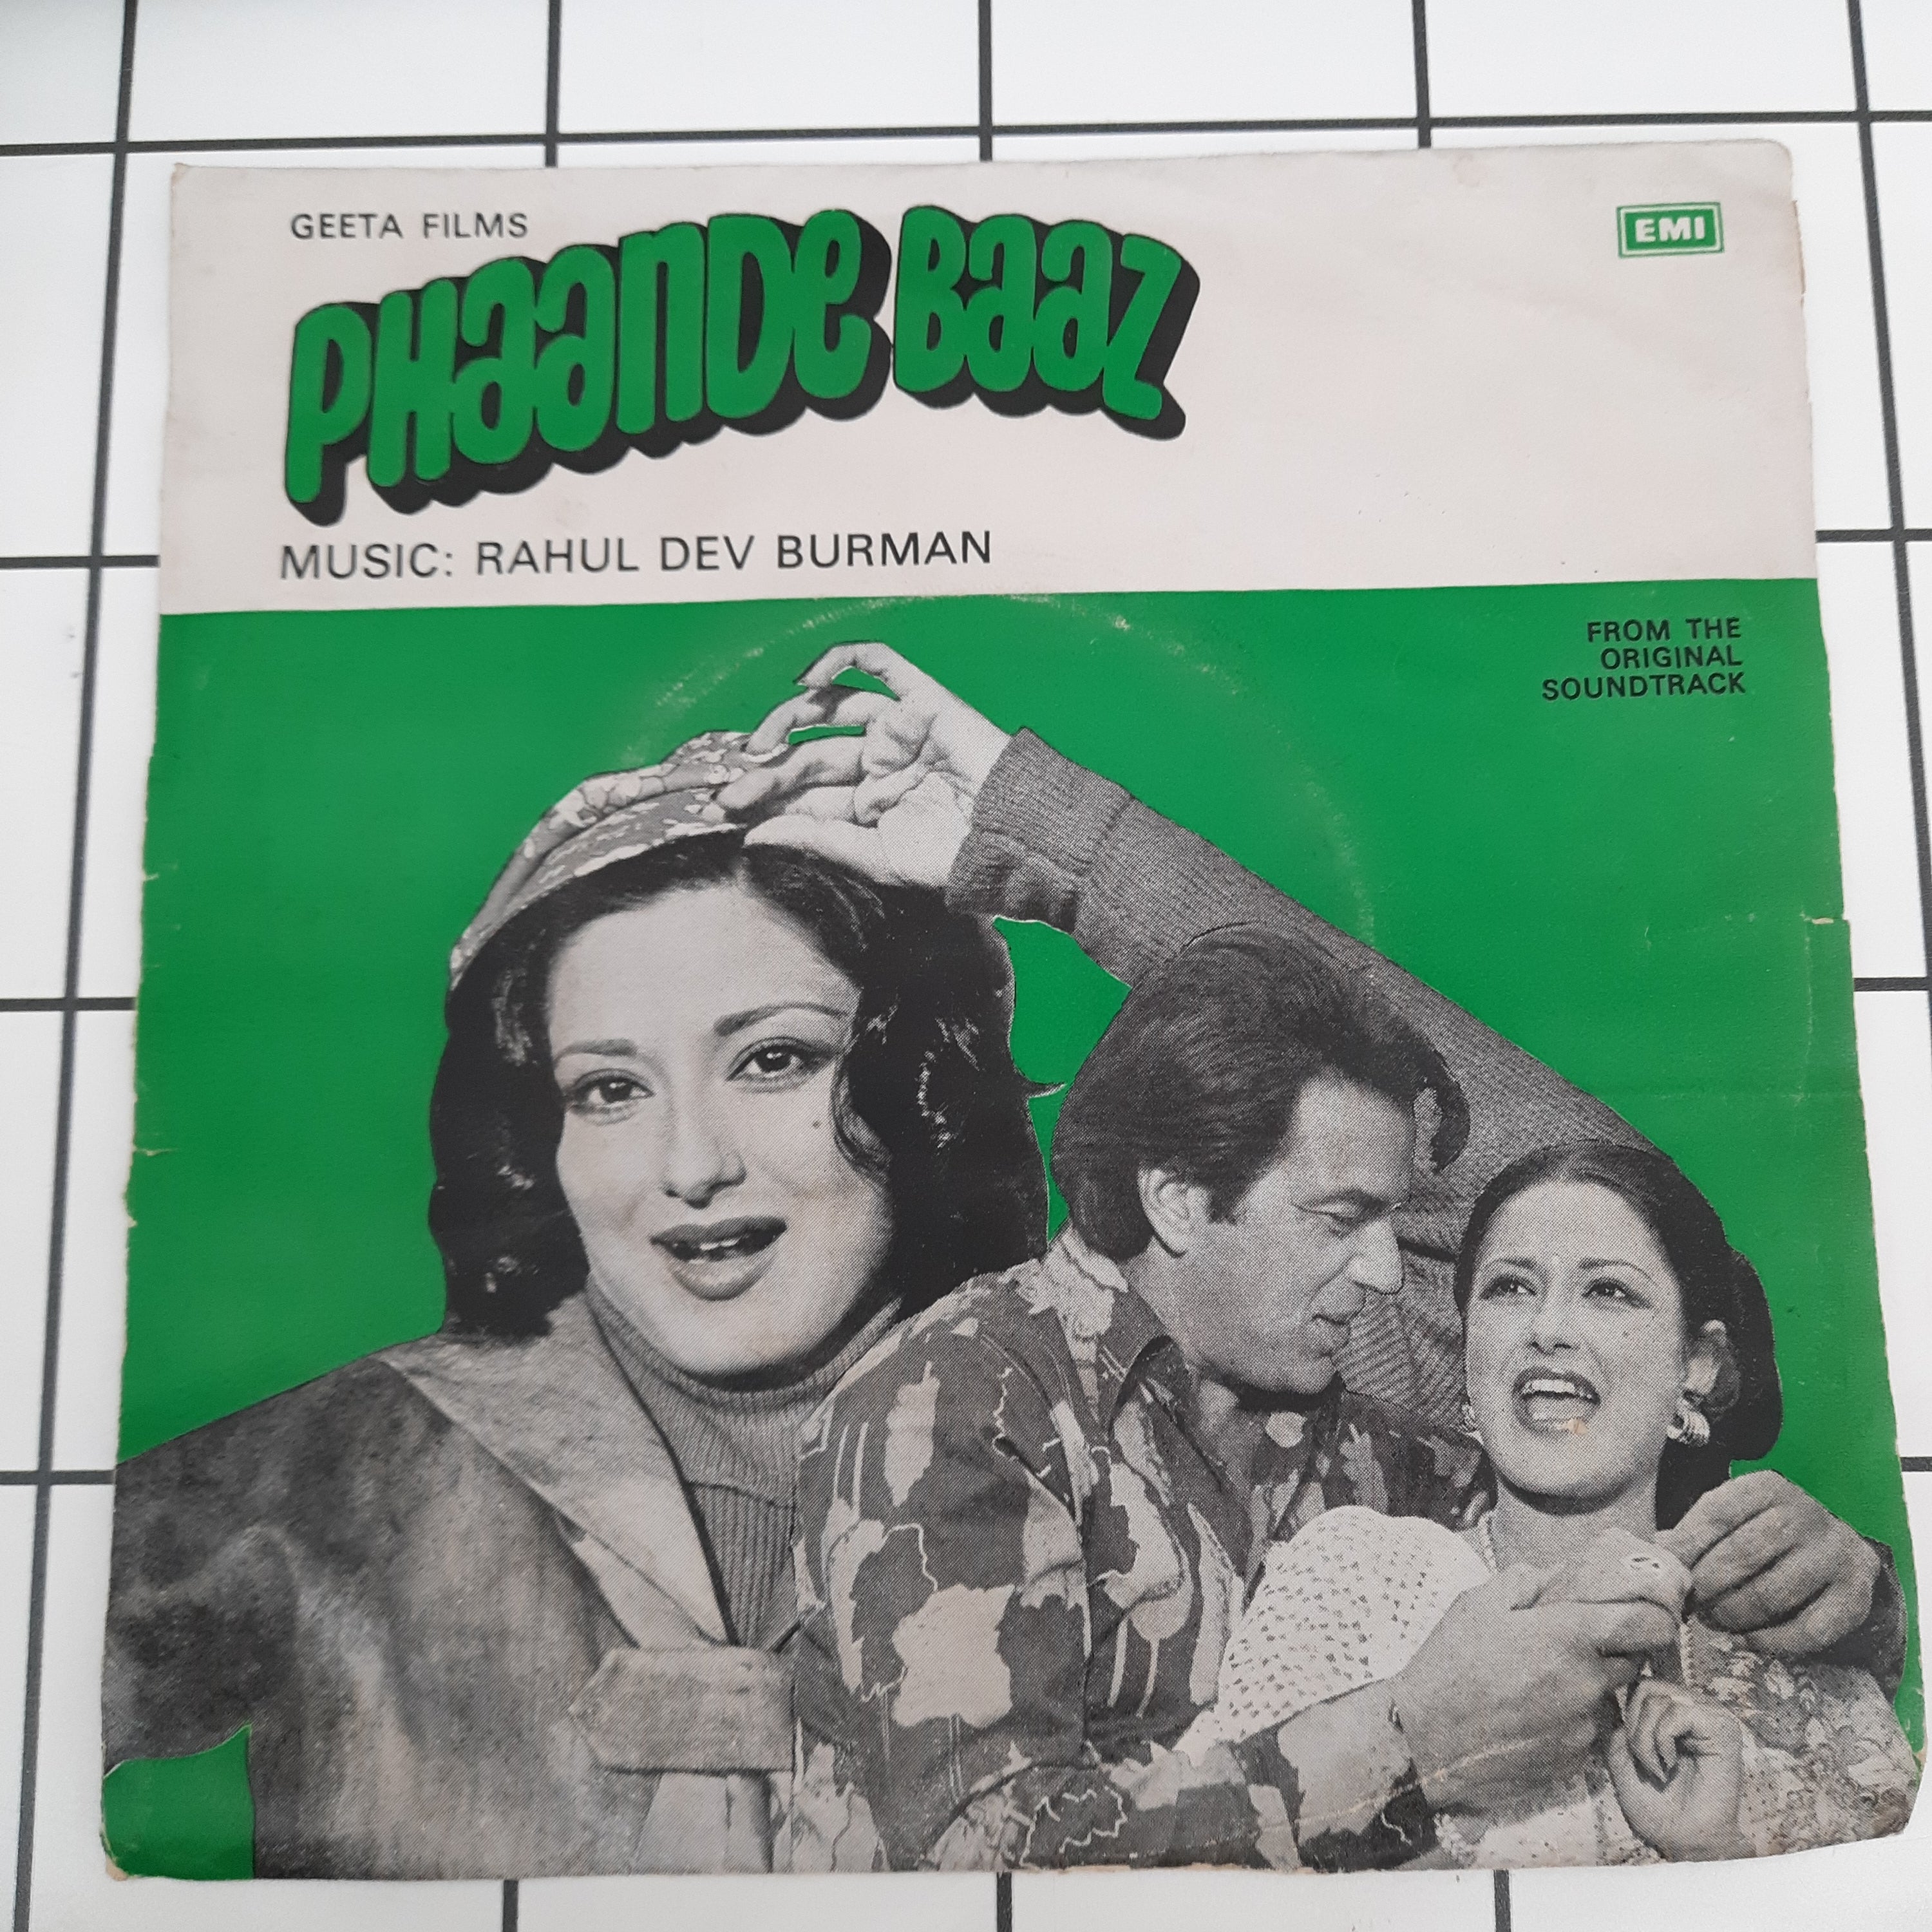 GEETA FILMS
EMI
PHaanDe Baaz
MUSIC: RAHUL DEV BURMAN
FROM THE
ORIGINAL
SOUNDTRACK